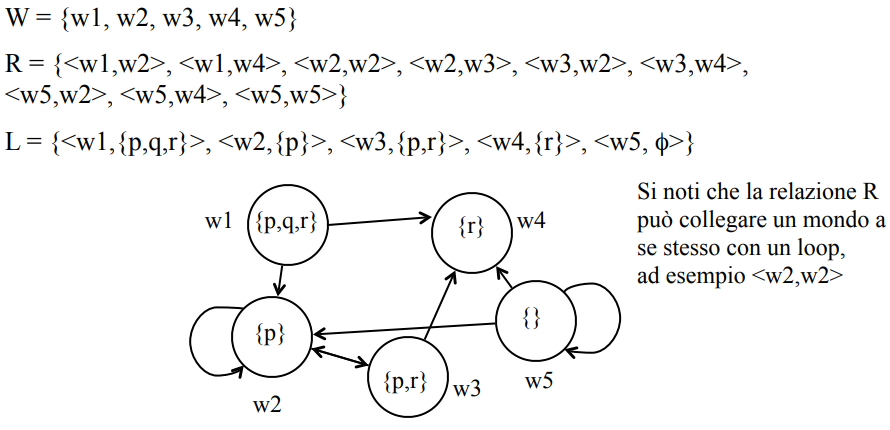 W = {w1, w2, w3, w4, w5}
R = {<w1,w2>, <w1,w4>, <w2,w2>, <w2,w3>, <w3,w2>, <w3,w4>,
<w5,w2>, <w5,w4>, <w5,w5>}
L = {<w1,{p,q,r}>, <w2,{p}>, <w3,{p,r}>, <w4,{r}>, <w5, ϕ>}
Si noti che la relazione R
può collegare un mondo a
se stesso con un loop,
ad esempio <w2,w2>
w1 {p,q,r}
{r} w4
{p}
w2
{p,r} w3
{}
w5